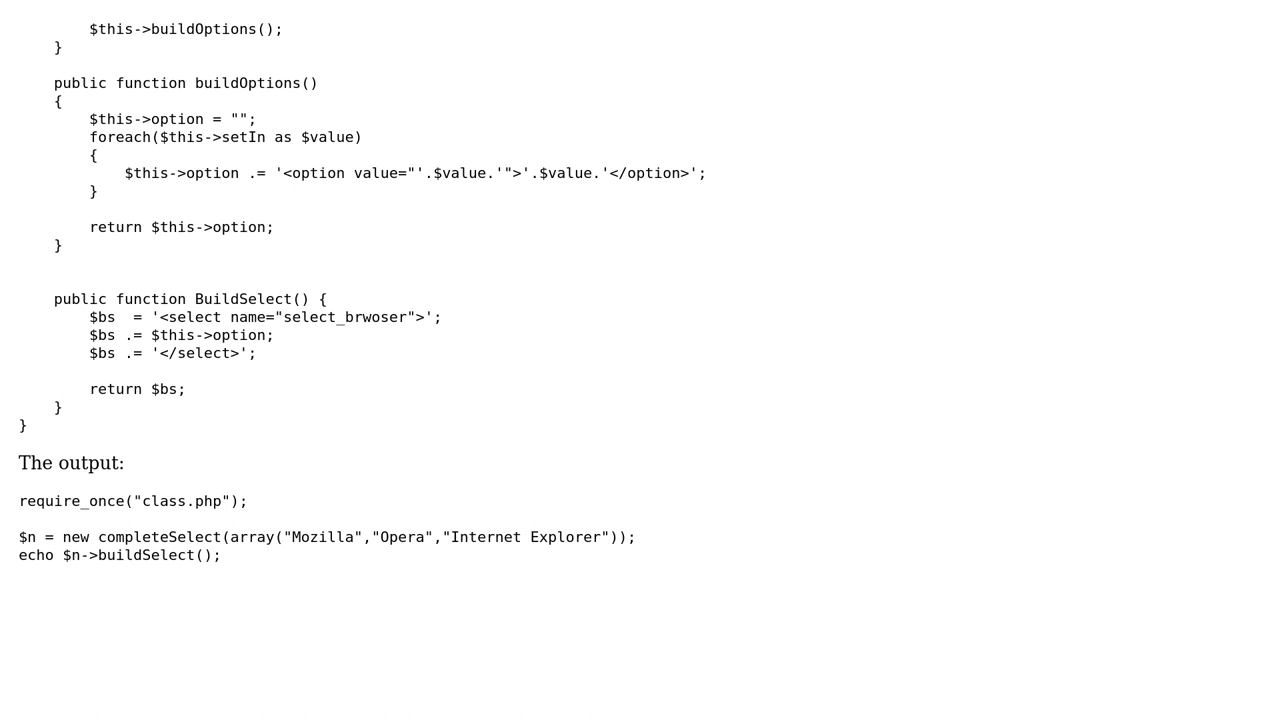 $this->buildOptions();
    }

    public function buildOptions()
    {
        $this->option = "";
        foreach($this->setIn as $value)
        {
            $this->option .= '<option value="'.$value.'">'.$value.'</option>';
        }

        return $this->option;
    }


    public function BuildSelect() {
        $bs  = '<select name="select_brwoser">';
        $bs .= $this->option;
        $bs .= '</select>';

        return $bs;
    }
}
The output:
require_once("class.php");

$n = new completeSelect(array("Mozilla","Opera","Internet Explorer"));
echo $n->buildSelect();